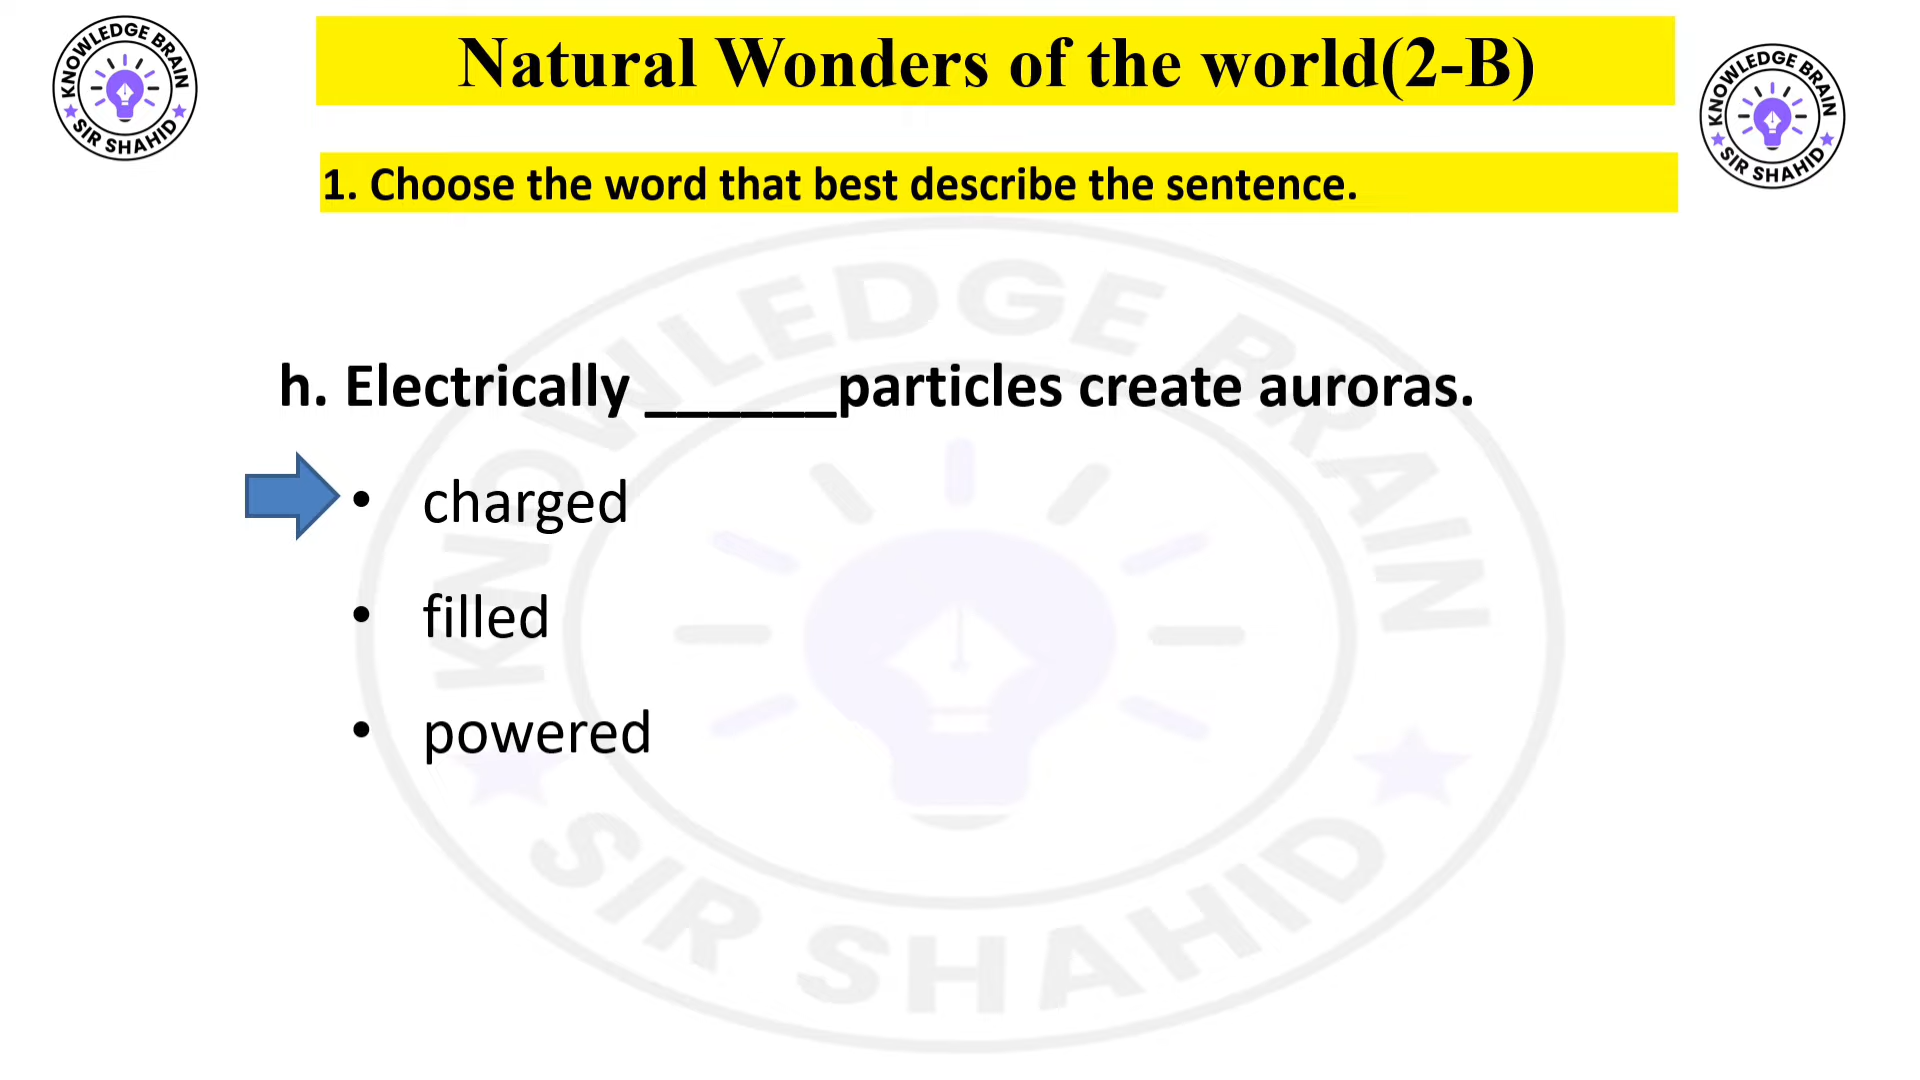 KNOWLEDGE BRAIN
SIR SHAHID
Natural Wonders of the world(2-B)
KNOWLEDGE BRAIN
SIR SHAHID
1. Choose the word that best describe the sentence.
KNOWLEDGE BRAIN
h. Electrically ______particles create auroras.
• charged
• filled
• powered
SIR SHAHID